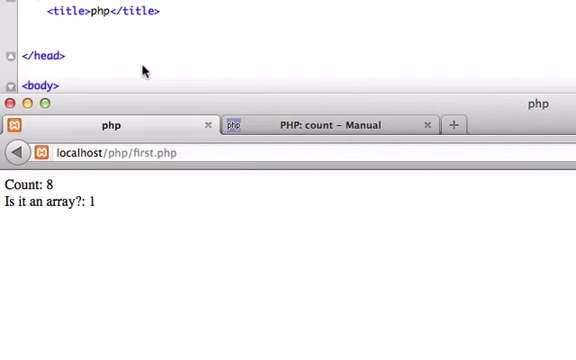 <title>php</title>
</head>
<body>
php
php
php PHP: count – Manual
localhost/php/first.php
Count: 8
Is it an array?: 1